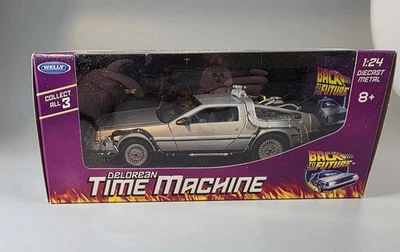 WELLY
COLLECT
ALL 3
1:24
DIECAST
METAL
8+
BACK TO
THE FUTURE
BACK TO
THE FUTURE
DELOREAN
TIME MACHINE